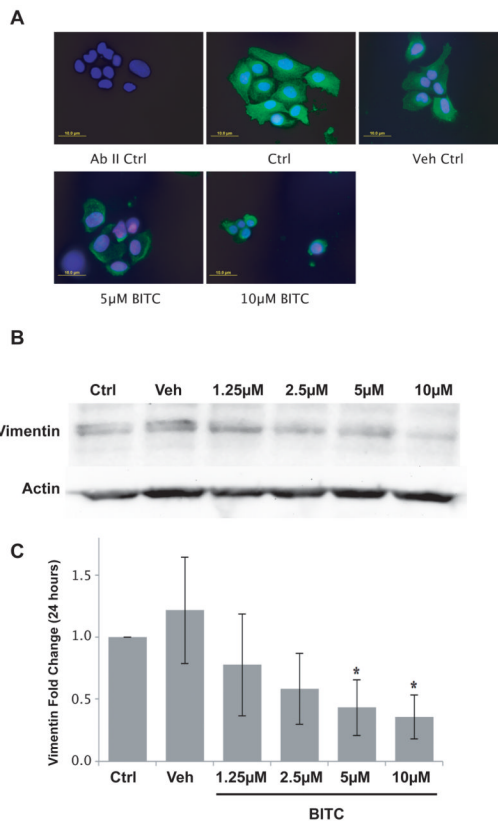 A
Ab II Ctrl
Ctrl
Veh Ctrl
5µM BITC
10µM BITC
B
Ctrl Veh 1.25µM 2.5µM 5µM 10µM
Vimentin
Actin
C
Vimentin Fold Change (24 hours)
1.5
1.0
0.5
0.0
* *
Ctrl Veh 1.25µM 2.5µM 5µM 10µM
BITC